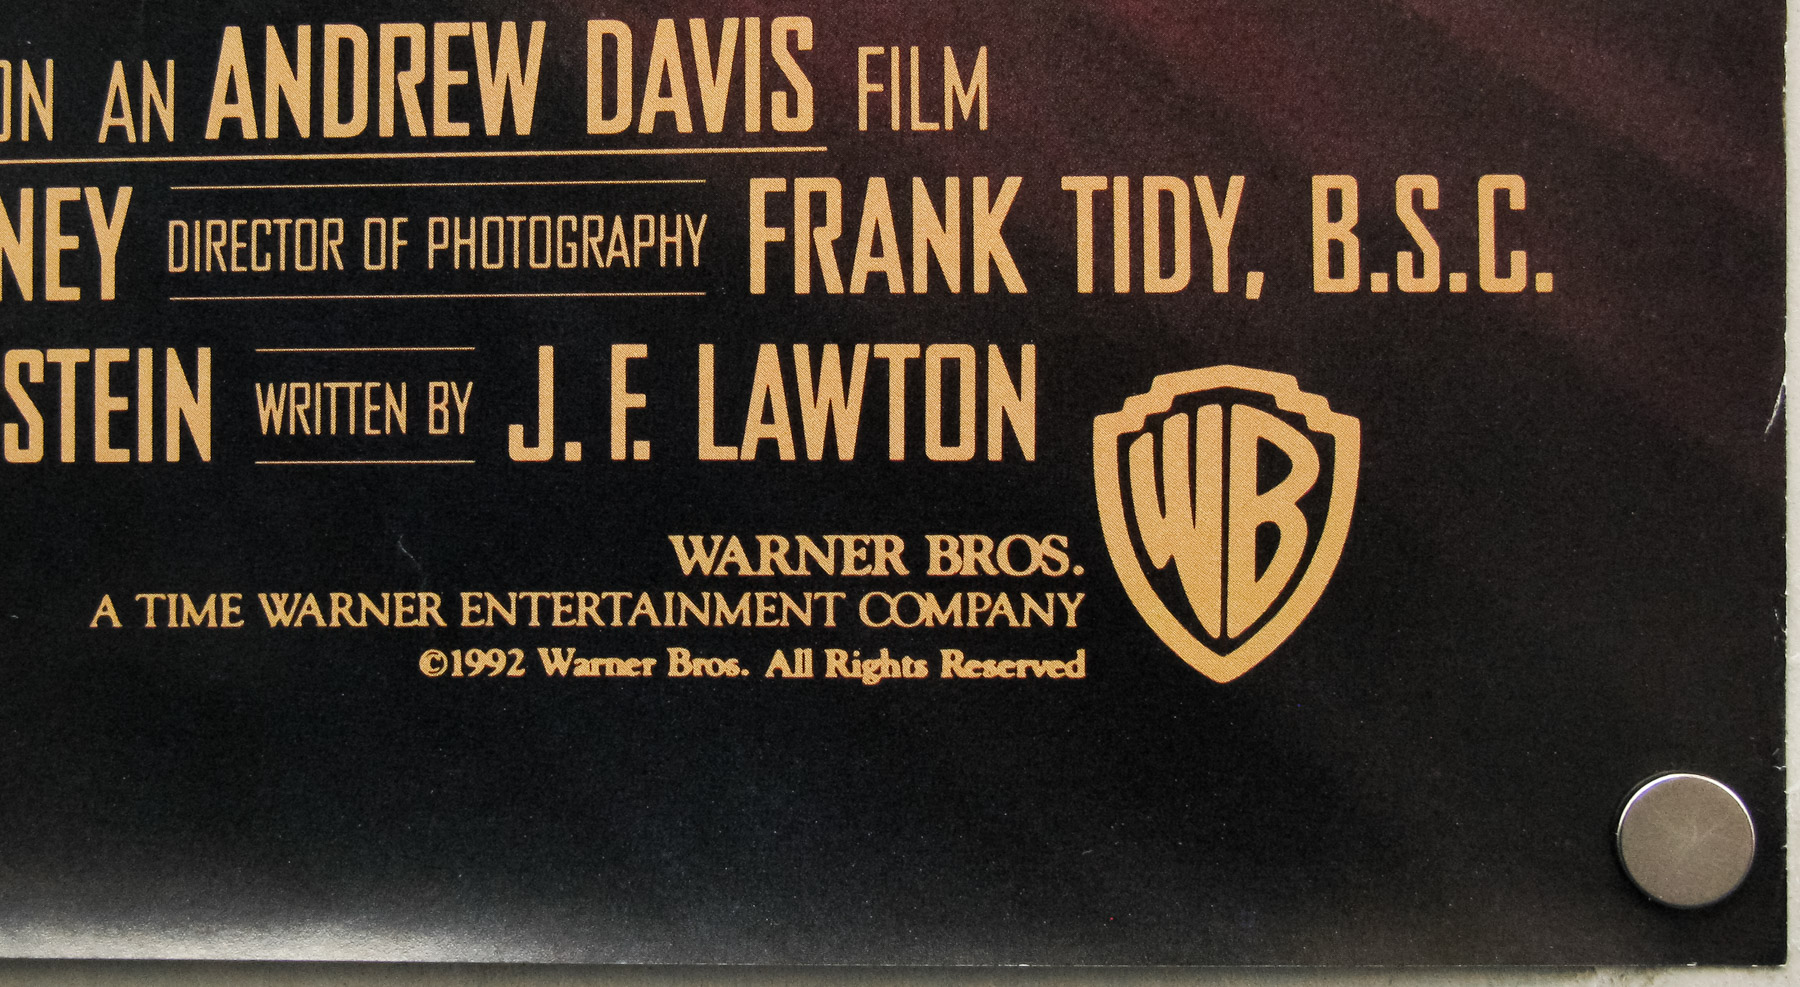 ON AN ANDREW DAVIS FILM
NEY DIRECTOR OF PHOTOGRAPHY FRANK TIDY, B.S.C.
STEIN WRITTEN BY J. F. LAWTON
WB
WARNER BROS.
A TIME WARNER ENTERTAINMENT COMPANY
©1992 Warner Bros. All Rights Reserved